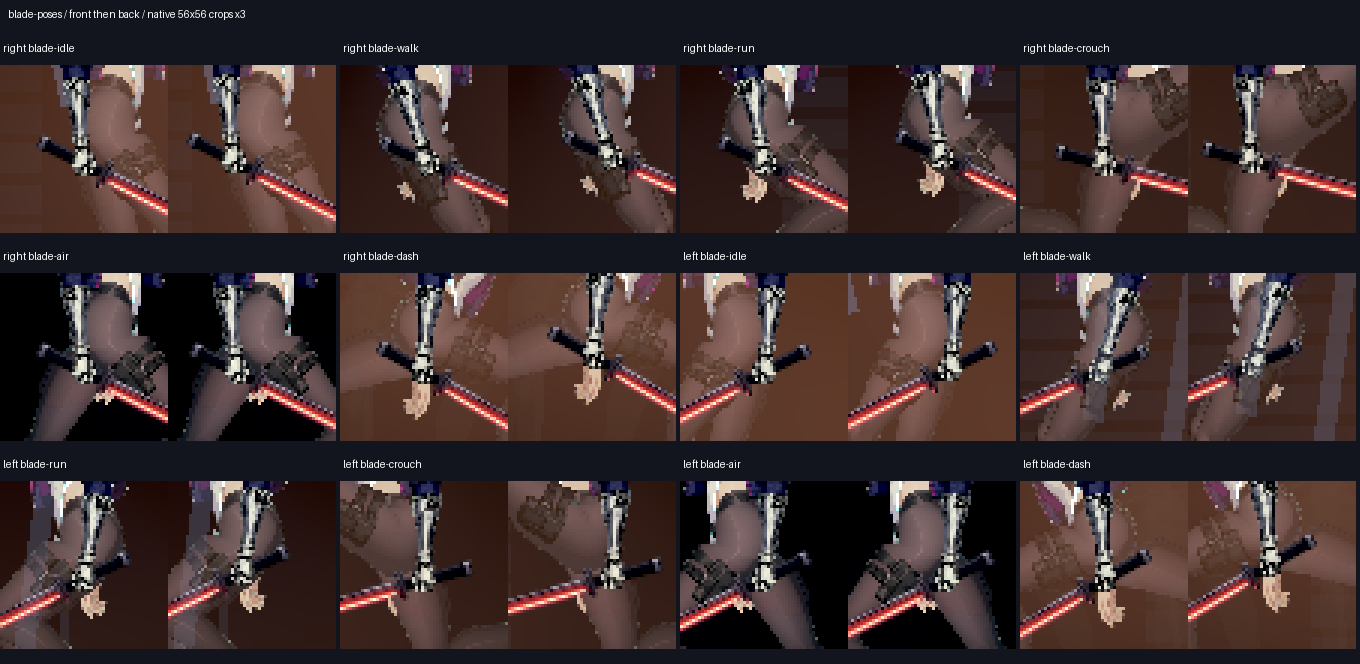 blade-poses / front then back / native 56x56 crops x3
right blade-idle
right blade-walk
right blade-run
right blade-crouch
right blade-air
right blade-dash
left blade-idle
left blade-walk
left blade-run
left blade-crouch
left blade-air
left blade-dash